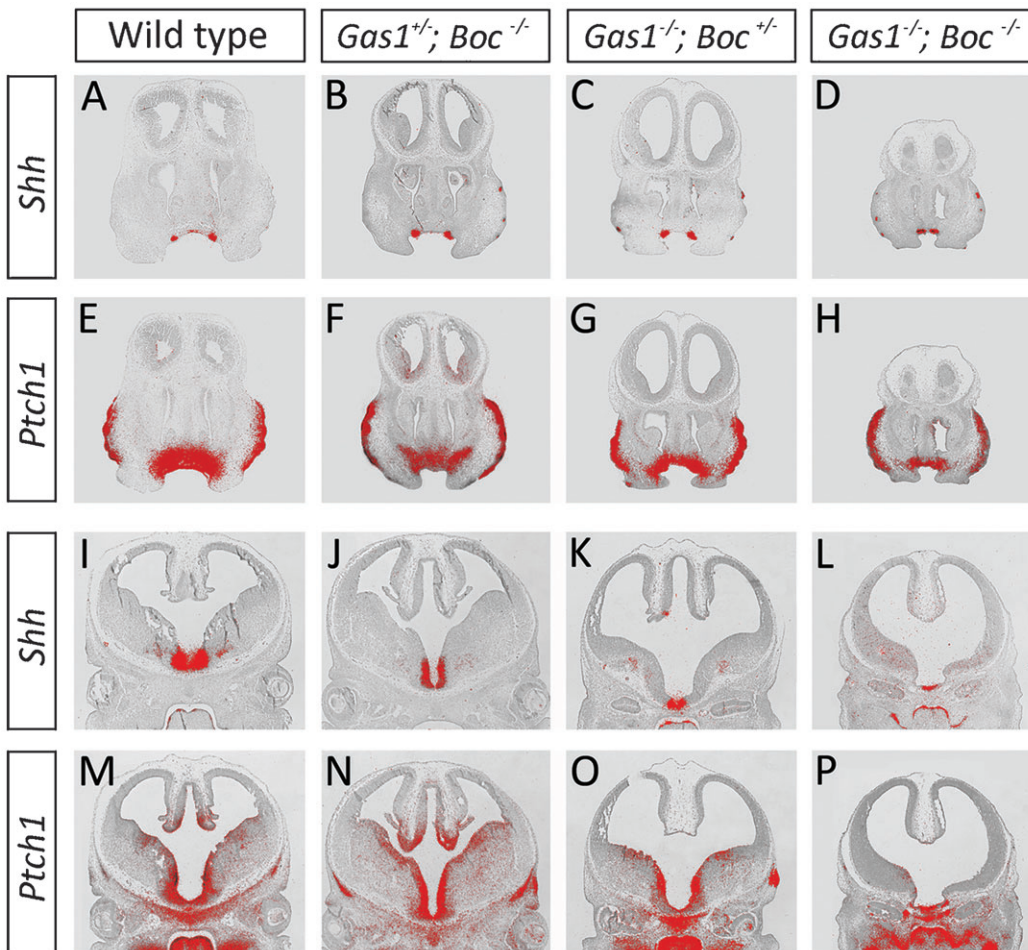 Wild type Gas1+/-; Boc -/- Gas1-/-; Boc+/- Gas1-/-; Boc -/-
Shh A B C D
Ptch1 E F G H
Shh I J K L
Ptch1 M N O P